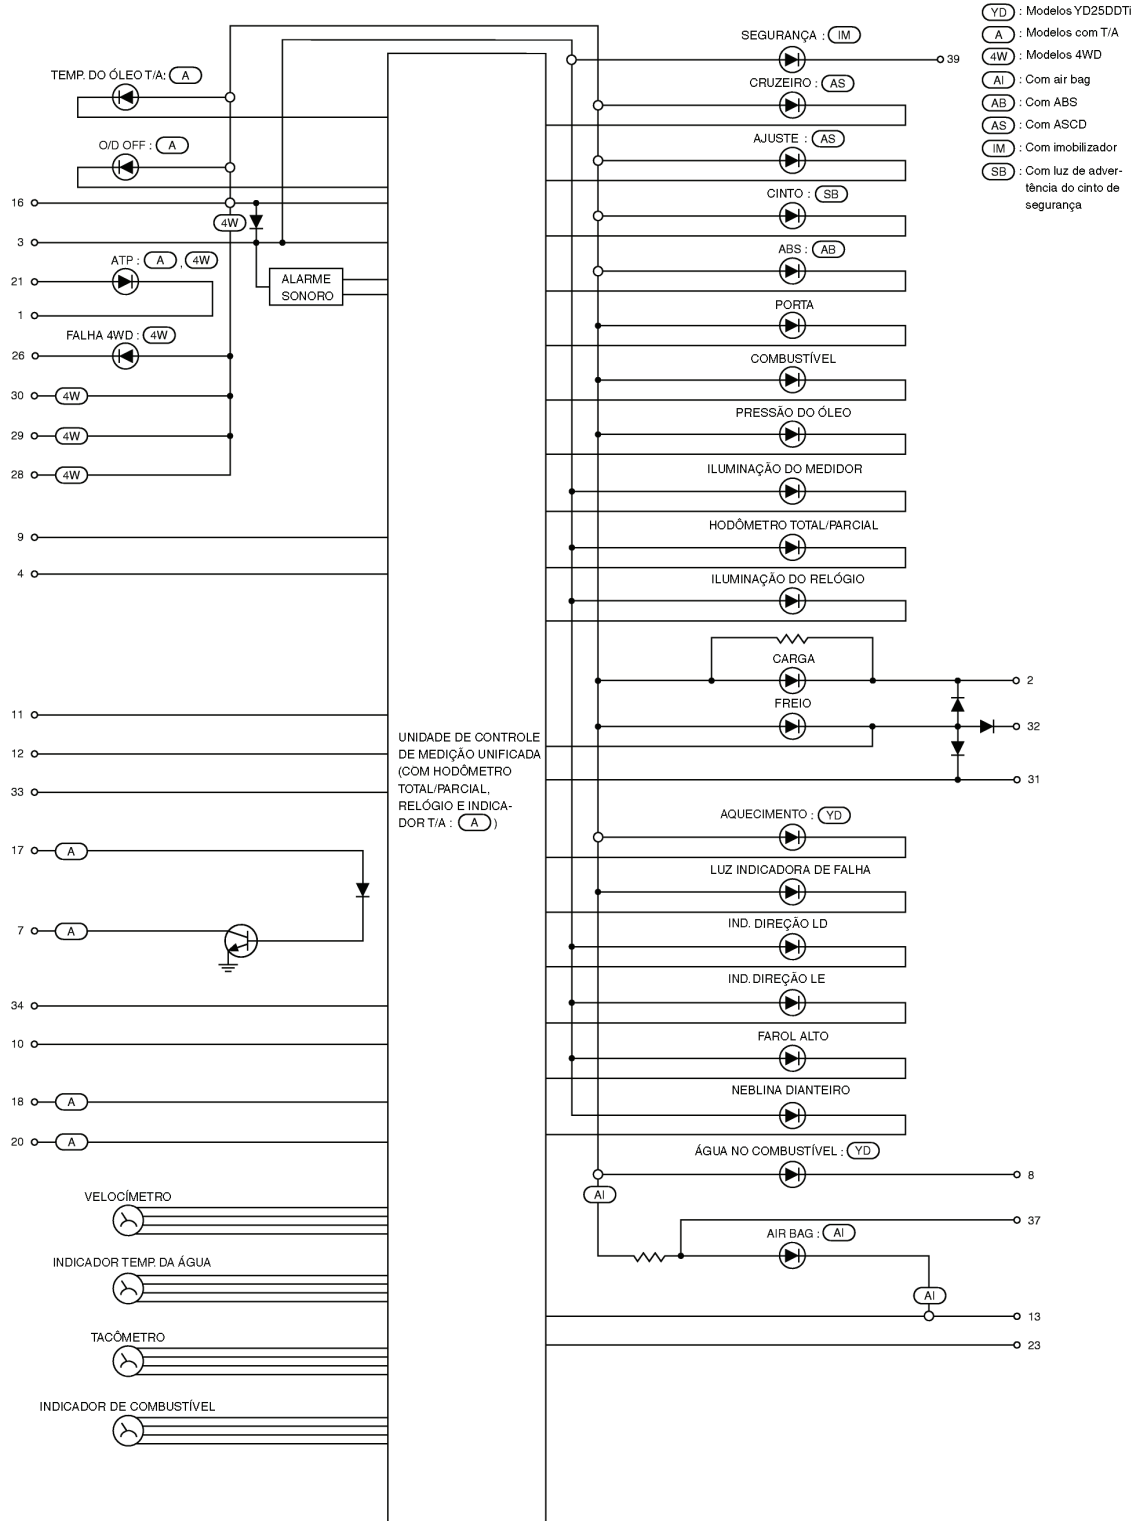 YD : Modelos YD25DDTi
A : Modelos com T/A
4W : Modelos 4WD
AI : Com air bag
AB : Com ABS
AS : Com ASCD
IM : Com imobilizador
SB : Com luz de adver-
tência do cinto de
segurança
TEMP. DO ÓLEO T/A: A
O/D OFF : A
16
4W
3
ATP : A , 4W
21
1
ALARME
SONORO
FALHA 4WD : 4W
26
30 4W
29 4W
28 4W
9
4
11
12
33
17 A
7 A
34
10
18 A
20 A
VELOCÍMETRO
INDICADOR TEMP. DA ÁGUA
TACÔMETRO
INDICADOR DE COMBUSTÍVEL
UNIDADE DE CONTROLE
DE MEDIÇÃO UNIFICADA
(COM HODÔMETRO
TOTAL/PARCIAL,
RELÓGIO E INDICA-
DOR T/A : A )
SEGURANÇA : IM
39
CRUZEIRO : AS
AJUSTE : AS
CINTO : SB
ABS : AB
PORTA
COMBUSTÍVEL
PRESSÃO DO ÓLEO
ILUMINAÇÃO DO MEDIDOR
HODÔMETRO TOTAL/PARCIAL
ILUMINAÇÃO DO RELÓGIO
CARGA
2
FREIO
32
31
AQUECIMENTO : YD
LUZ INDICADORA DE FALHA
IND. DIREÇÃO LD
IND. DIREÇÃO LE
FAROL ALTO
NEBLINA DIANTEIRO
ÁGUA NO COMBUSTÍVEL : YD
8
AI
37
AIR BAG : AI
AI
13
23